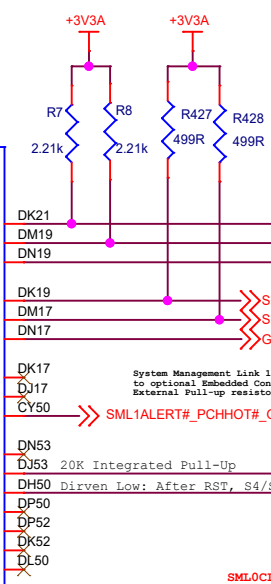 +3V3A +3V3A
R7 R8 R427 R428
2.21k 2.21k 499R 499R
DK21
DM19
DN19
DK19
DM17
DN17
DK17
System Management Link 1
DJ17
to optional Embedded Con
External Pull-up resisto
CY50 SML1ALERT#_PCHHOT#_
DN53
DJ53 20K Integrated Pull-Up
DH50 Dirven Low: After RST, S4/S
DP50
DP52
DK52
DL50